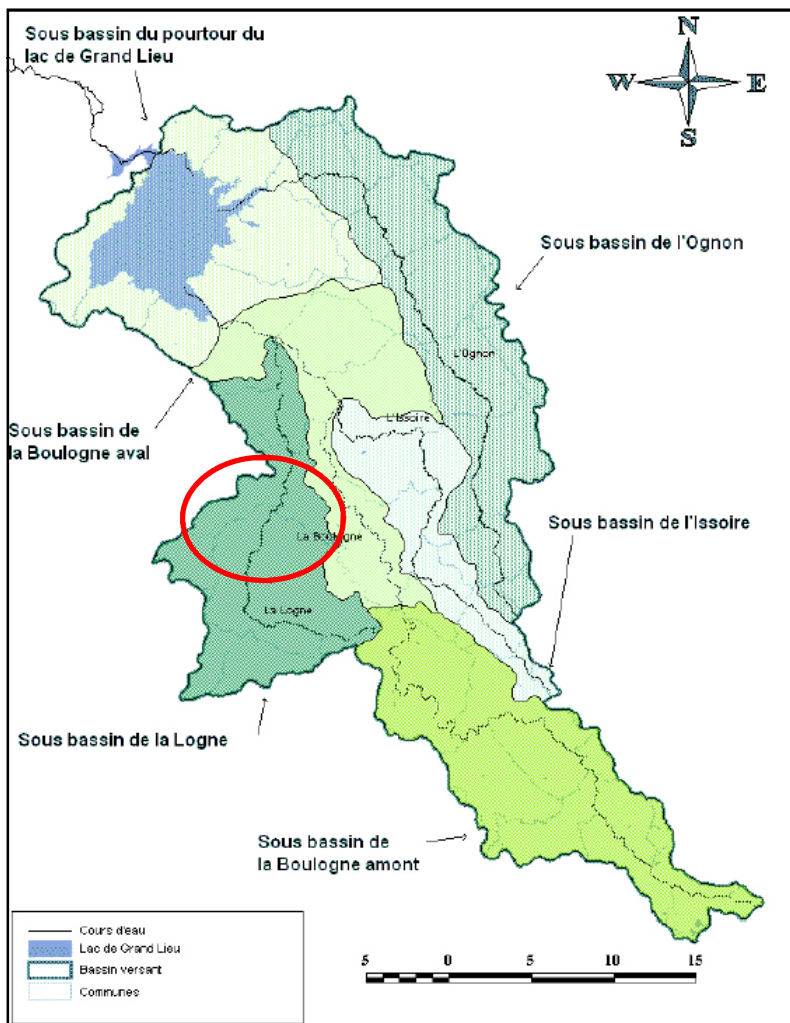 Sous bassin du pourtour du
lac de Grand Lieu
N
W
E
S
Sous bassin de l'Ognon
L'Ognon
L'Issoire
Sous bassin de
la Boulogne aval
Sous bassin de l'Issoire
La Boulogne
La Logne
Sous bassin de la Logne
Sous bassin de
la Boulogne amont
Cours d'eau
Lac de Grand Lieu
Bassin versant
Communes
5 0 5 10 15